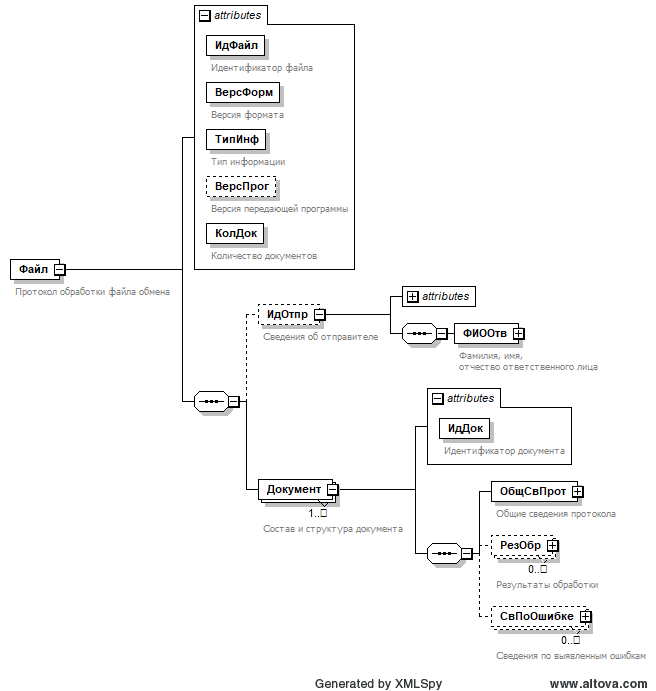 attributes
ИдФайл
Идентификатор файла
ВерсФорм
Версия формата
ТипИнф
Тип информации
ВерсПрог
Версия передающей программы
КолДок
Количество документов
Файл
Протокол обработки файла обмена
ИдОтпр
Сведения об отправителе
attributes
ФИООтв
Фамилия, имя,
отчество ответственного лица
attributes
ИдДок
Идентификатор документа
Документ
1..□
Состав и структура документа
ОбщСвПрот
Общие сведения протокола
РезОбр
0..□
Результаты обработки
СвПоОшибке
0..□
Сведения по выявленным ошибкам
Generated by XMLSpy
www.altova.com